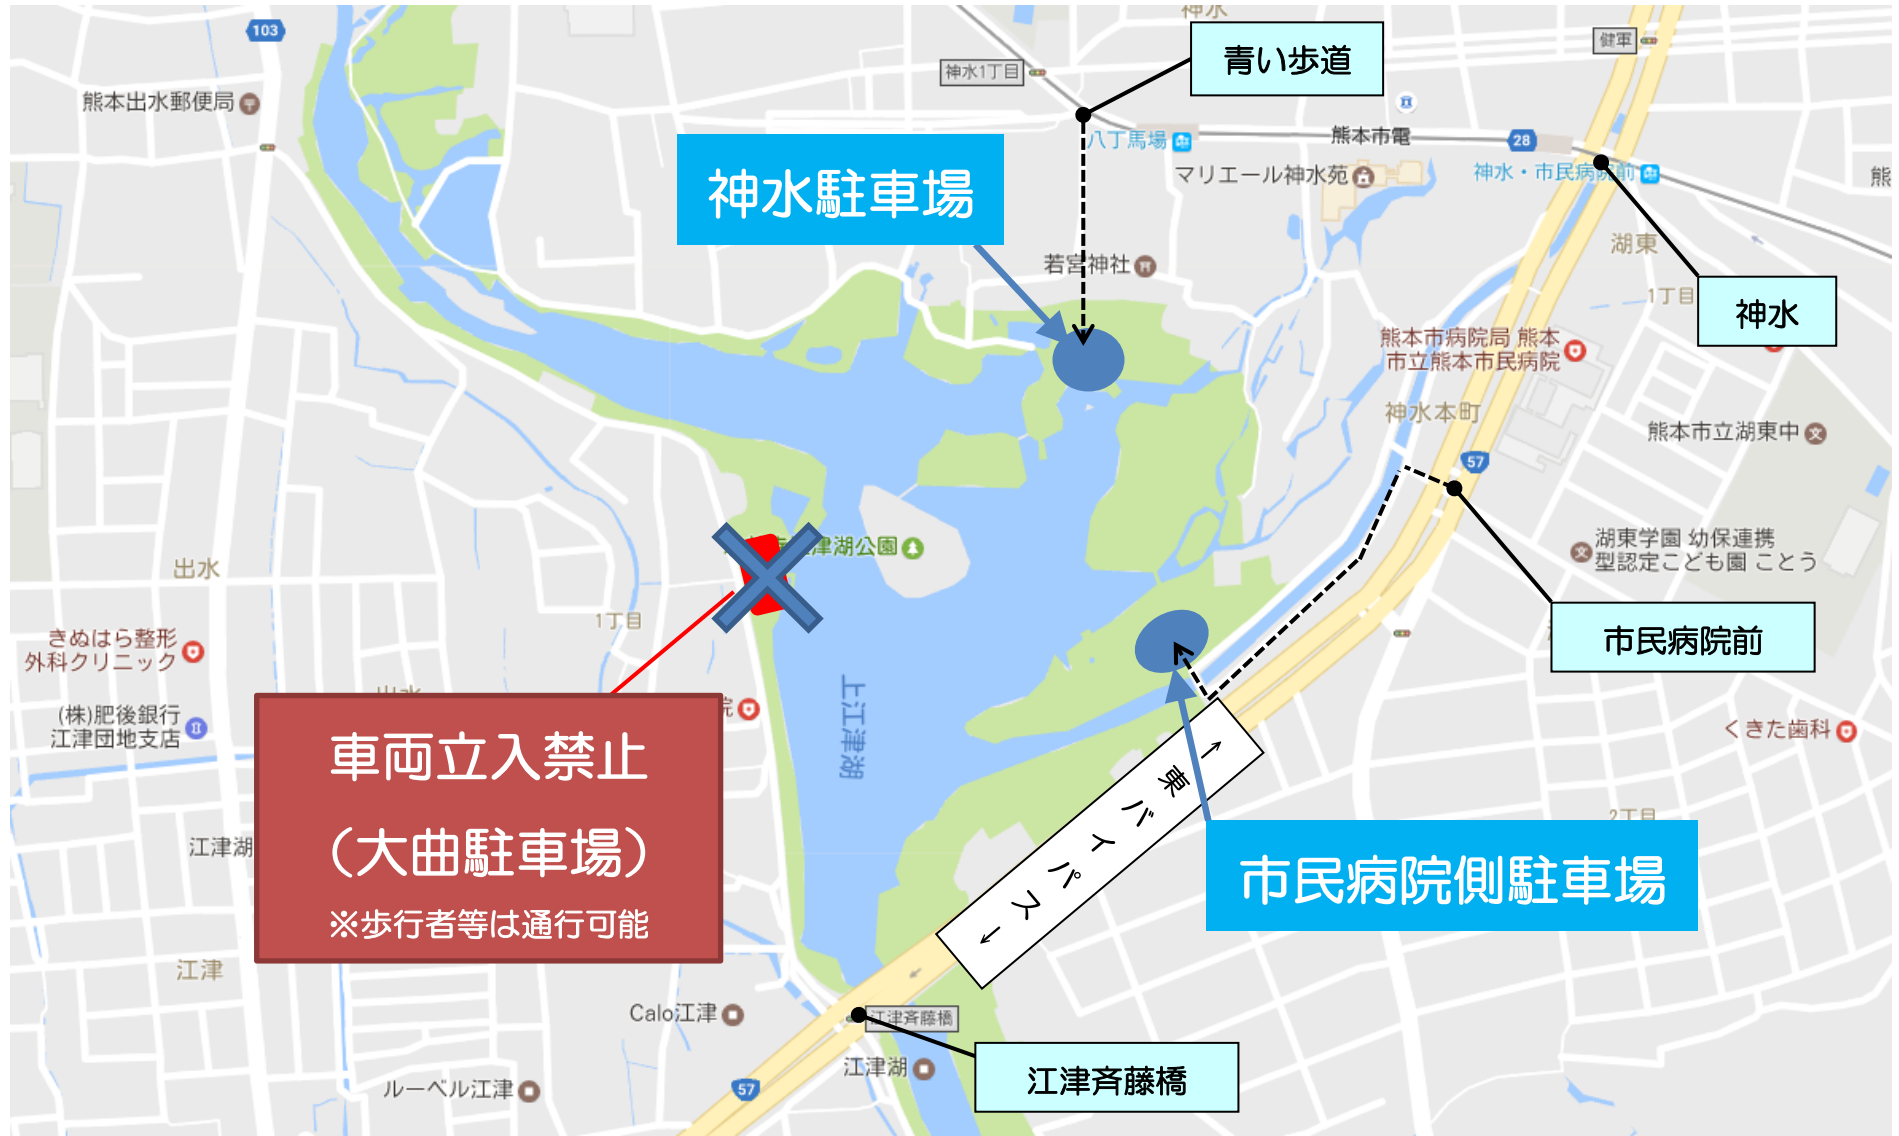 神水
103
青い歩道
健軍
神水1丁目
熊本出水郵便局
八丁馬場
熊本市電
28
神水・市民病院前
マリエール神水苑
熊
神水駐車場
湖東
若宮神社
1丁目
神水
熊本市病院局 熊本
市立熊本市民病院
神水本町
熊本市立湖東中
57
湖東学園 幼保連携
型認定こども園 ことう
津湖公園
出水
1丁目
きぬはら整形
外科クリニック
市民病院前
出水
院
(株)肥後銀行
江津団地支店
上江津湖
くきた歯科
車両立入禁止
(大曲駐車場)
※歩行者等は通行可能
←東バイパス→
2丁目
江津湖
市民病院側駐車場
江津
Calo江津
江津斉藤橋
江津湖
江津斉藤橋
ルーベル江津
57